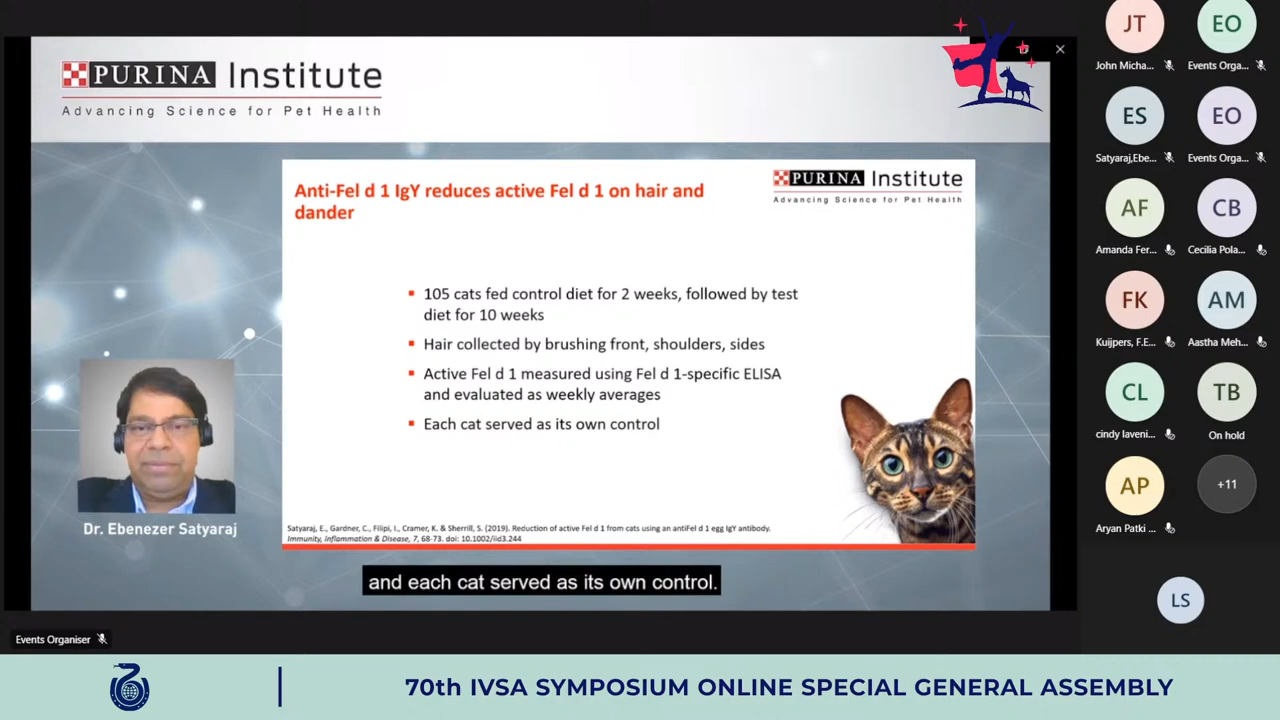 PURINA Institute
Advancing Science for Pet Health
Anti-Fel d 1 IgY reduces active Fel d 1 on hair and
dander
PURINA Institute
Advancing Science for Pet Health
▪ 105 cats fed control diet for 2 weeks, followed by test
diet for 10 weeks
▪ Hair collected by brushing front, shoulders, sides
▪ Active Fel d 1 measured using Fel d 1-specific ELISA
and evaluated as weekly averages
▪ Each cat served as its own control
Satyaraj, E., Gardner, C., Filipi, I., Cramer, K. & Sherrill, S. (2019). Reduction of active Fel d 1 from cats using an antiFel d 1 egg IgY antibody.
Immunity, Inflammation & Disease, 7, 68-73. doi: 10.1002/iid3.244
Dr. Ebenezer Satyaraj
and each cat served as its own control.
Events Organiser
JT
John Micha...
EO
Events Orga...
ES
Satyaraj,Ebe...
EO
Events Orga...
AF
Amanda Fer...
CB
Cecilia Pola...
FK
Kuijpers, F.E...
AM
Aastha Meh...
CL
cindy laveni...
TB
On hold
AP
Aryan Patki ...
+11
LS
70th IVSA SYMPOSIUM ONLINE SPECIAL GENERAL ASSEMBLY